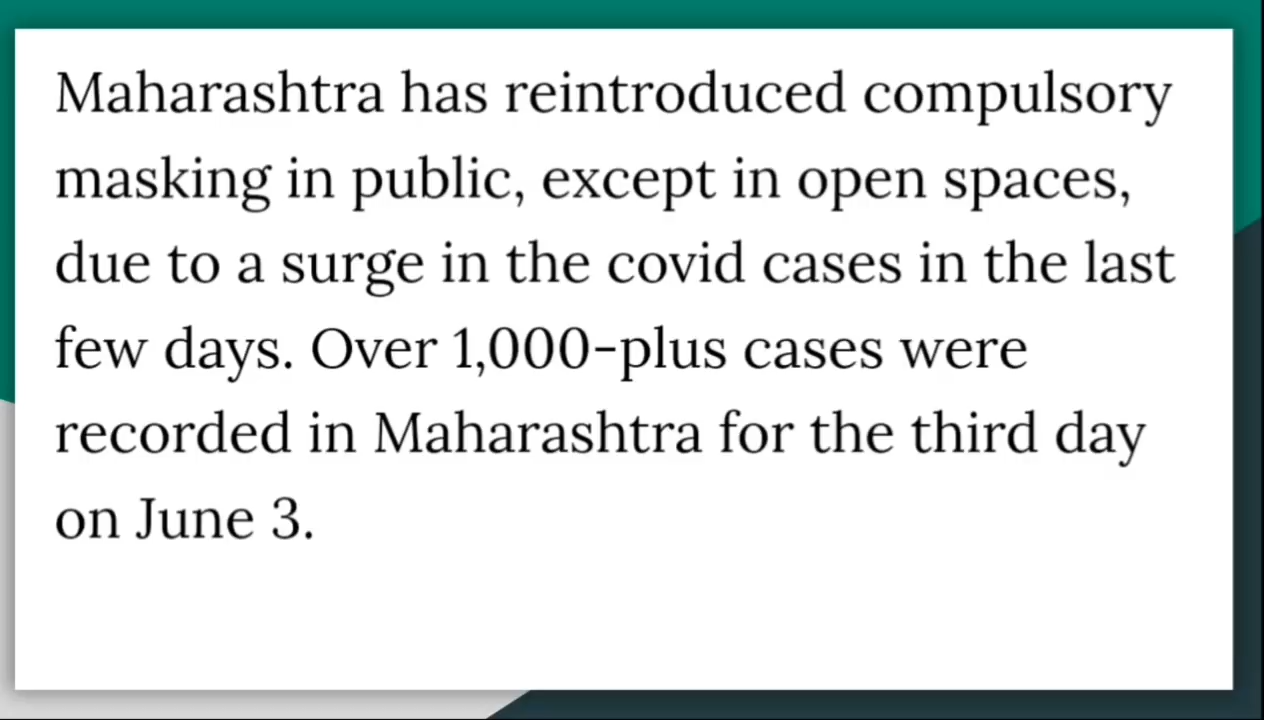 Maharashtra has reintroduced compulsory
masking in public, except in open spaces,
due to a surge in the covid cases in the last
few days. Over 1,000-plus cases were
recorded in Maharashtra for the third day
on June 3.